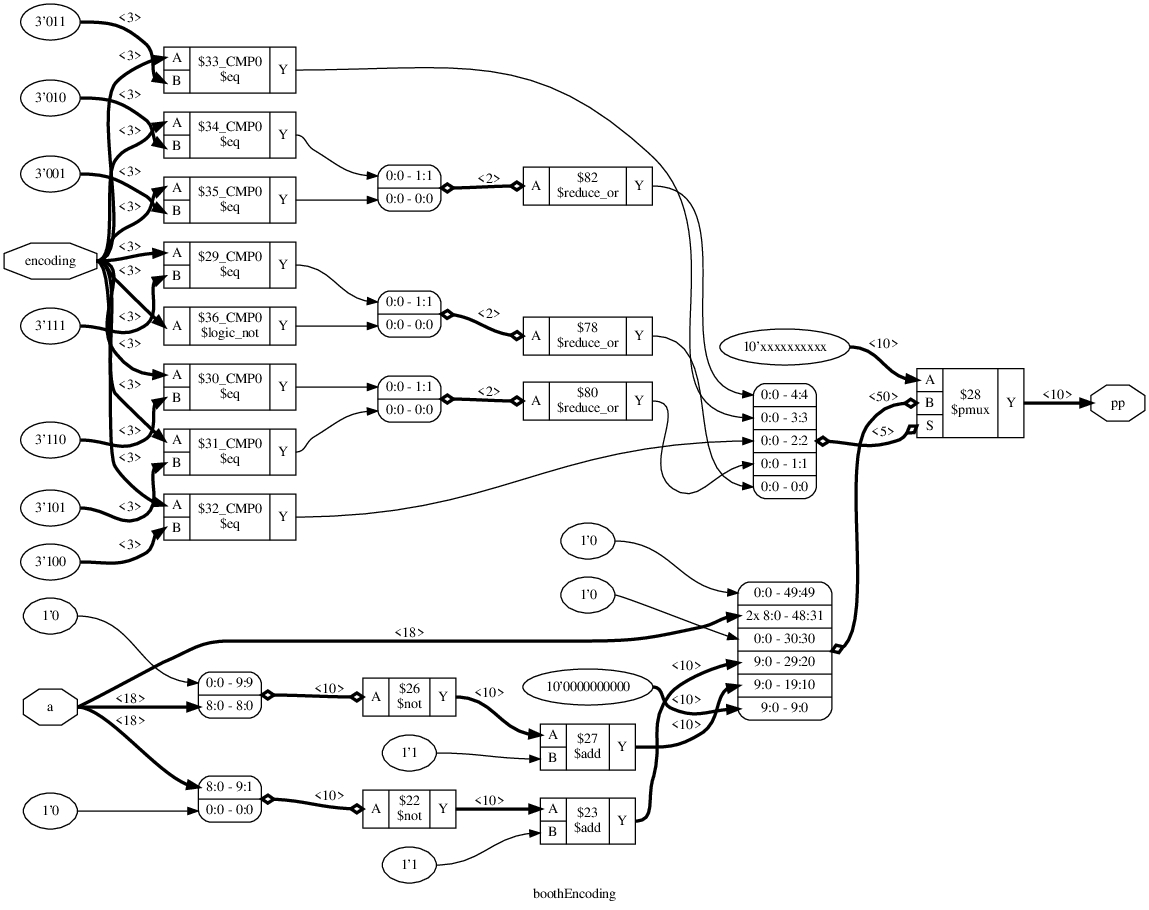 3'011
<3>
<3>
A
B
$33_CMP0
$eq
Y
3'010
<3>
<3>
A
B
$34_CMP0
$eq
Y
3'001
<3>
<3>
A
B
$35_CMP0
$eq
Y
0:0 - 1:1
0:0 - 0:0
<2>
A
$82
$reduce_or
Y
encoding
<3>
<3>
A
B
$29_CMP0
$eq
Y
3'111
<3>
A
$36_CMP0
$logic_not
Y
0:0 - 1:1
0:0 - 0:0
<2>
A
$78
$reduce_or
Y
<3>
<3>
A
B
$30_CMP0
$eq
Y
3'110
<3>
A
B
$31_CMP0
$eq
Y
0:0 - 1:1
0:0 - 0:0
<2>
A
$80
$reduce_or
Y
3'101
<3>
<3>
A
B
$32_CMP0
$eq
Y
3'100
<3>
0:0 - 4:4
0:0 - 3:3
0:0 - 2:2
0:0 - 1:1
0:0 - 0:0
<5>
10'xxxxxxxxxx
<10>
<50>
A
B
S
$28
$pmux
Y
<10>
pp
1'0
1'0
1'0
<18>
0:0 - 49:49
2x 8:0 - 48:31
0:0 - 30:30
9:0 - 29:20
9:0 - 19:10
9:0 - 9:0
a
<18>
<18>
0:0 - 9:9
8:0 - 8:0
<10>
A
$26
$not
Y
<10>
10'0000000000
<10>
<10>
<10>
1'1
A
B
$27
$add
Y
1'0
8:0 - 9:1
0:0 - 0:0
<10>
A
$22
$not
Y
<10>
1'1
A
B
$23
$add
Y
boothEncoding